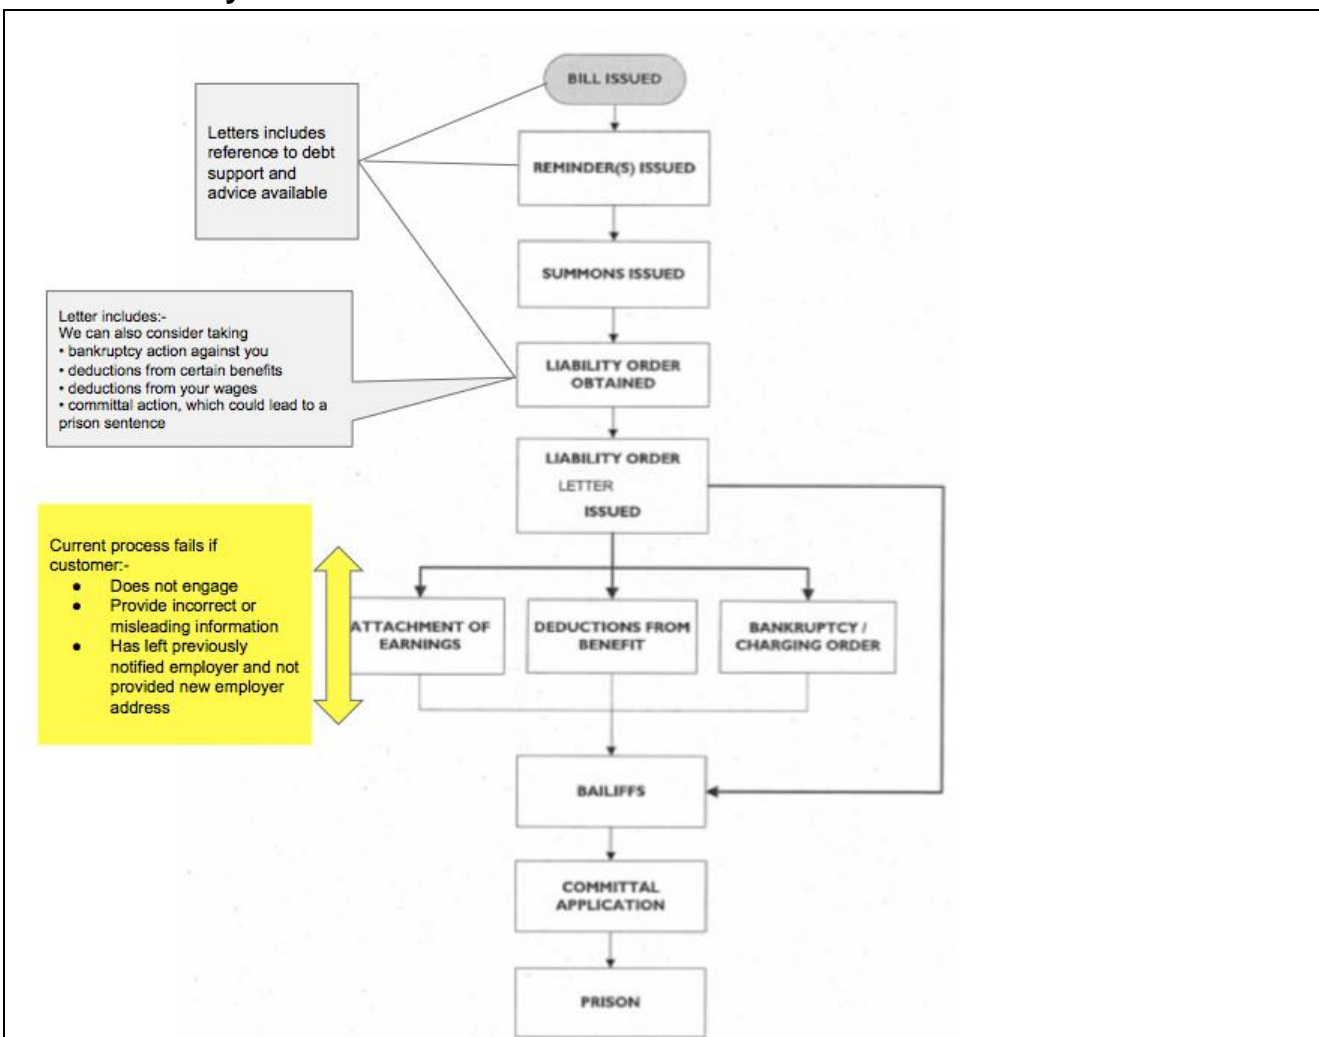 BILL ISSUED
Letters includes
reference to debt
support and
advice available
REMINDER(S) ISSUED
SUMMONS ISSUED
Letter includes:-
We can also consider taking
• bankruptcy action against you
• deductions from certain benefits
• deductions from your wages
• committal action, which could lead to a
prison sentence
LIABILITY ORDER
OBTAINED
LIABILITY ORDER
LETTER
ISSUED
Current process fails if
customer:-
● Does not engage
● Provide incorrect or
misleading information
● Has left previously
notified employer and not
provided new employer
address
ATTACHMENT OF
EARNINGS
DEDUCTIONS FROM
BENEFIT
BANKRUPTCY /
CHARGING ORDER
BAILIFFS
COMMITTAL
APPLICATION
PRISON